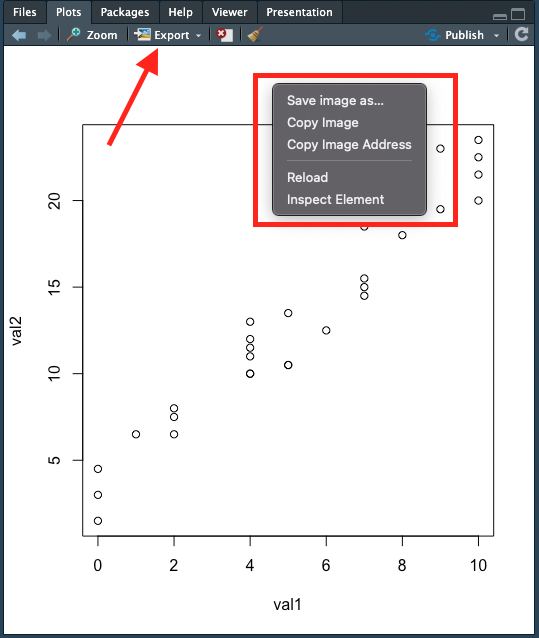 Files Plots Packages Help Viewer Presentation
Zoom Export Publish
Save image as...
Copy Image
Copy Image Address
Reload
Inspect Element
20
15
10
5
val2
0 2 4 6 8 10
val1